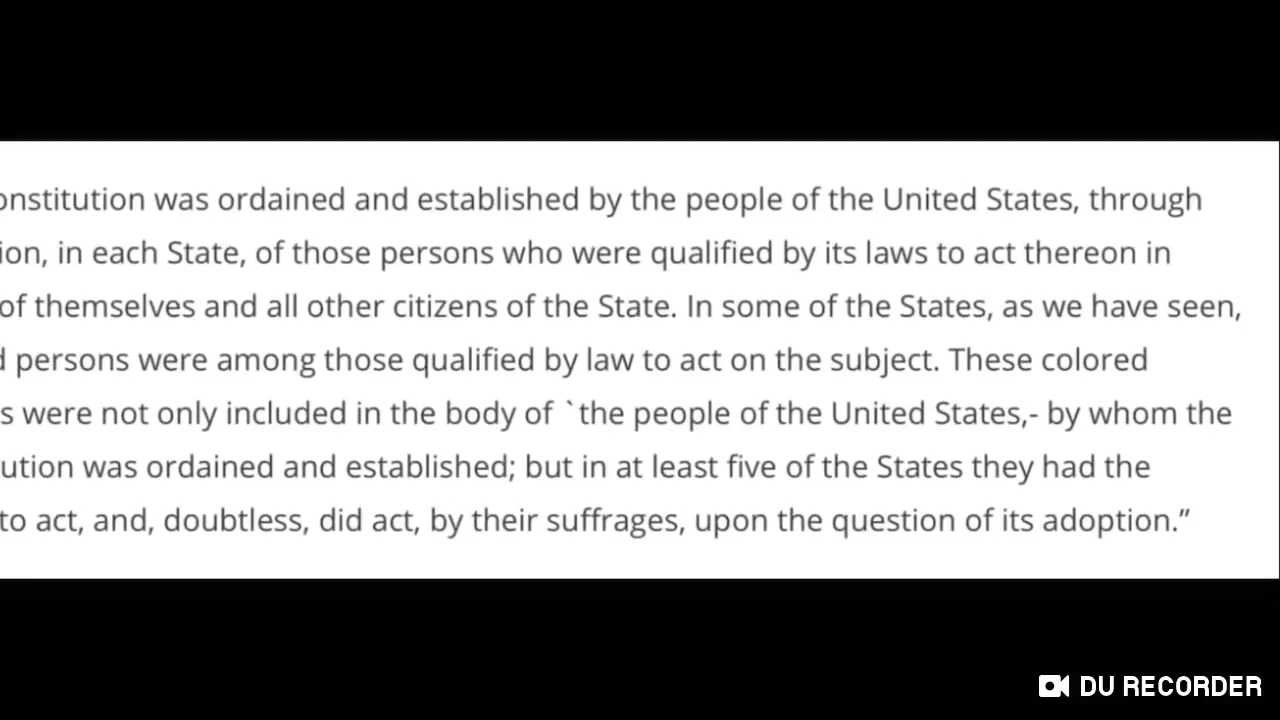 onstitution was ordained and established by the people of the United States, through
ion, in each State, of those persons who were qualified by its laws to act thereon in
of themselves and all other citizens of the State. In some of the States, as we have seen,
d persons were among those qualified by law to act on the subject. These colored
s were not only included in the body of `the people of the United States,- by whom the
ution was ordained and established; but in at least five of the States they had the
to act, and, doubtless, did act, by their suffrages, upon the question of its adoption.”
DU RECORDER